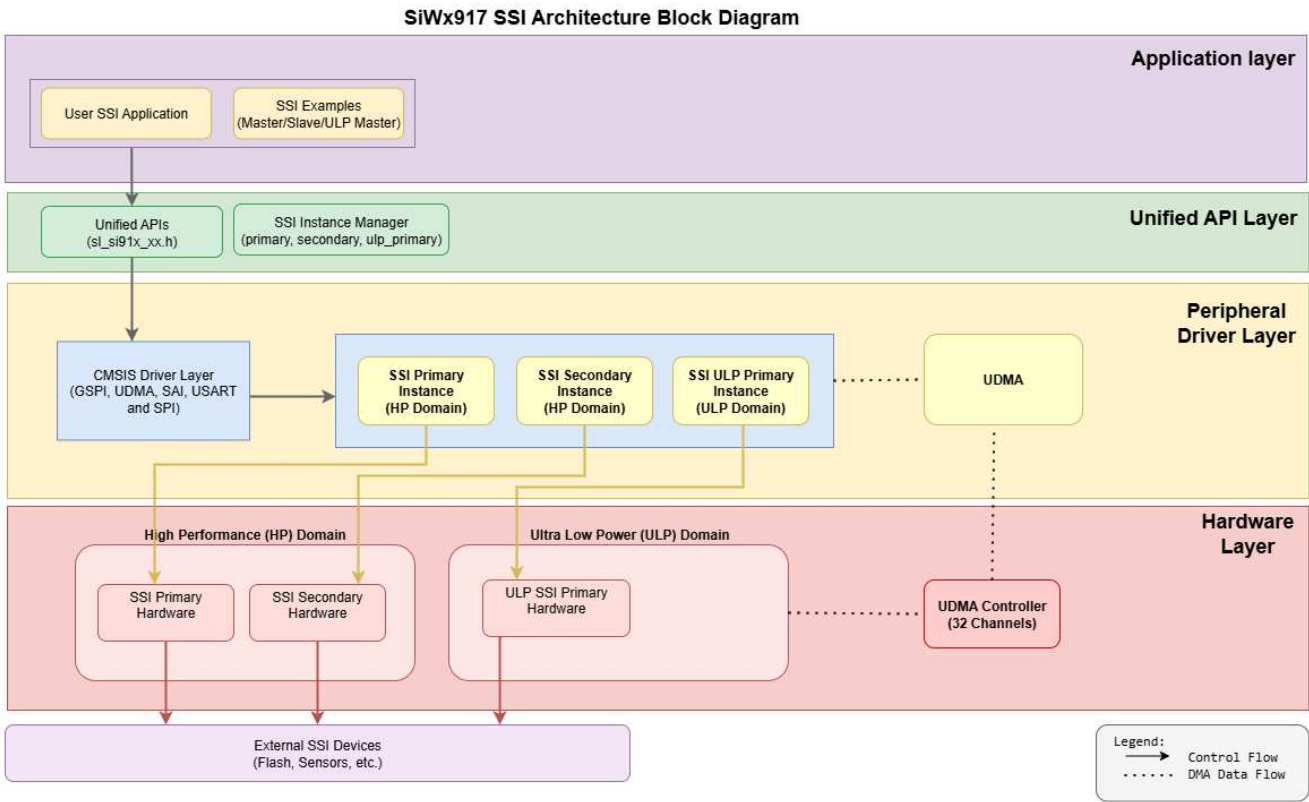 SiWx917 SSI Architecture Block Diagram
Application layer
User SSI Application
SSI Examples
(Master/Slave/ULP Master)
Unified API Layer
Unified APIs
(sl_si91x_xx.h)
SSI Instance Manager
(primary, secondary, ulp_primary)
Peripheral
Driver Layer
CMSIS Driver Layer
(GSPI, UDMA, SAI, USART
and SPI)
SSI Primary
Instance
(HP Domain)
SSI Secondary
Instance
(HP Domain)
SSI ULP Primary
Instance
(ULP Domain)
UDMA
Hardware
Layer
High Performance (HP) Domain
Ultra Low Power (ULP) Domain
SSI Primary
Hardware
SSI Secondary
Hardware
ULP SSI Primary
Hardware
UDMA Controller
(32 Channels)
External SSI Devices
(Flash, Sensors, etc.)
Legend:
Control Flow
DMA Data Flow